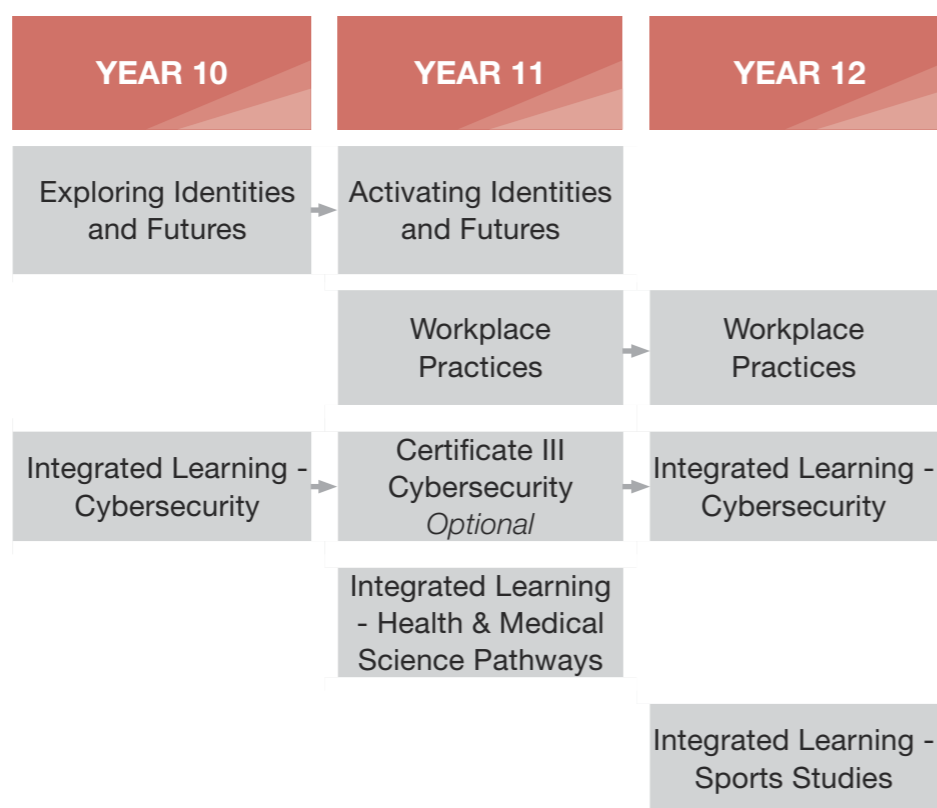 YEAR 10
YEAR 11
YEAR 12
Exploring Identities
and Futures
Activating Identities
and Futures
Workplace
Practices
Workplace
Practices
Integrated Learning -
Cybersecurity
Certificate III
Cybersecurity
Optional
Integrated Learning -
Cybersecurity
Integrated Learning
- Health & Medical
Science Pathways
Integrated Learning -
Sports Studies